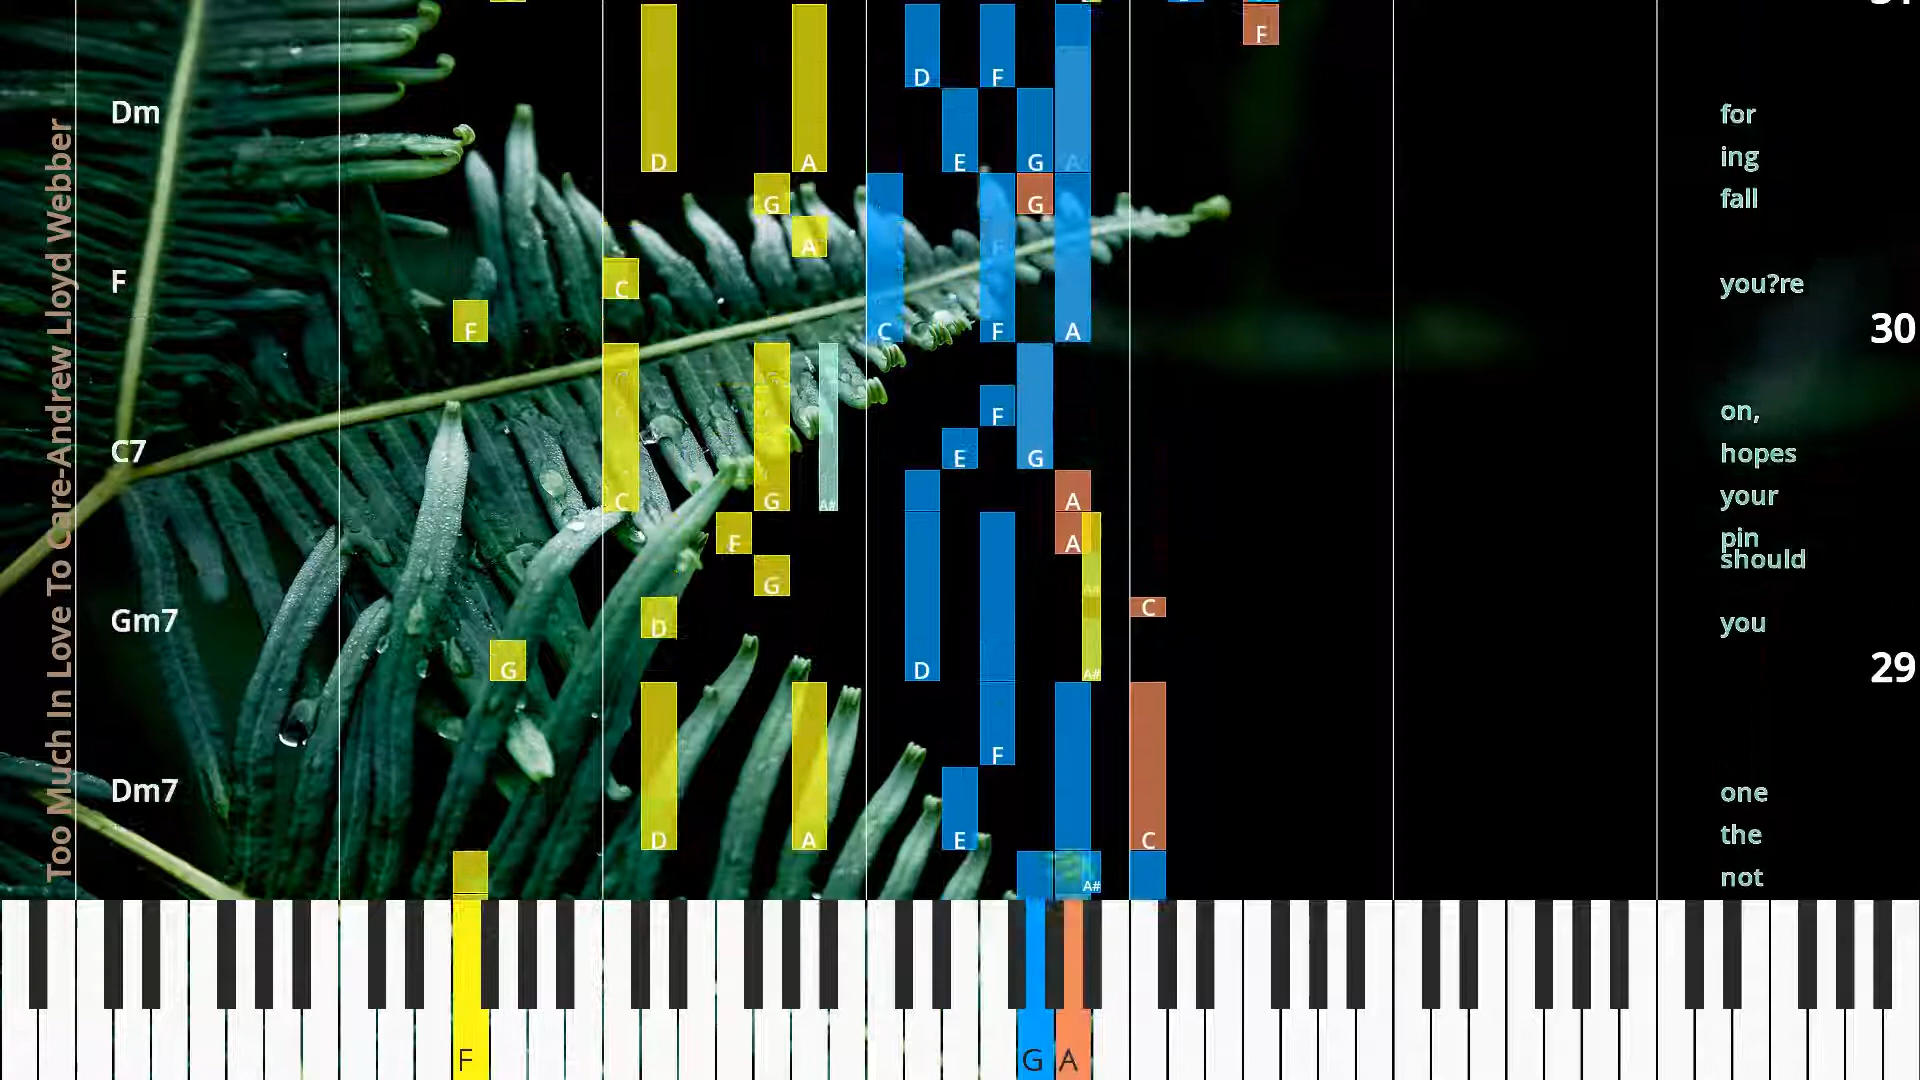 Too Much In Love To Care-Andrew Lloyd Webber
F
D F
Dm
for
D A E G A
ing
G G
fall
A F
F
C
you?re
F C F A
30
F
on,
C7
E G
hopes
C G A# A
your
F A
pin
should
G A#
Gm7
D C
you
G D A#
29
F
Dm7
one
D A E C
the
A#
not
F G A